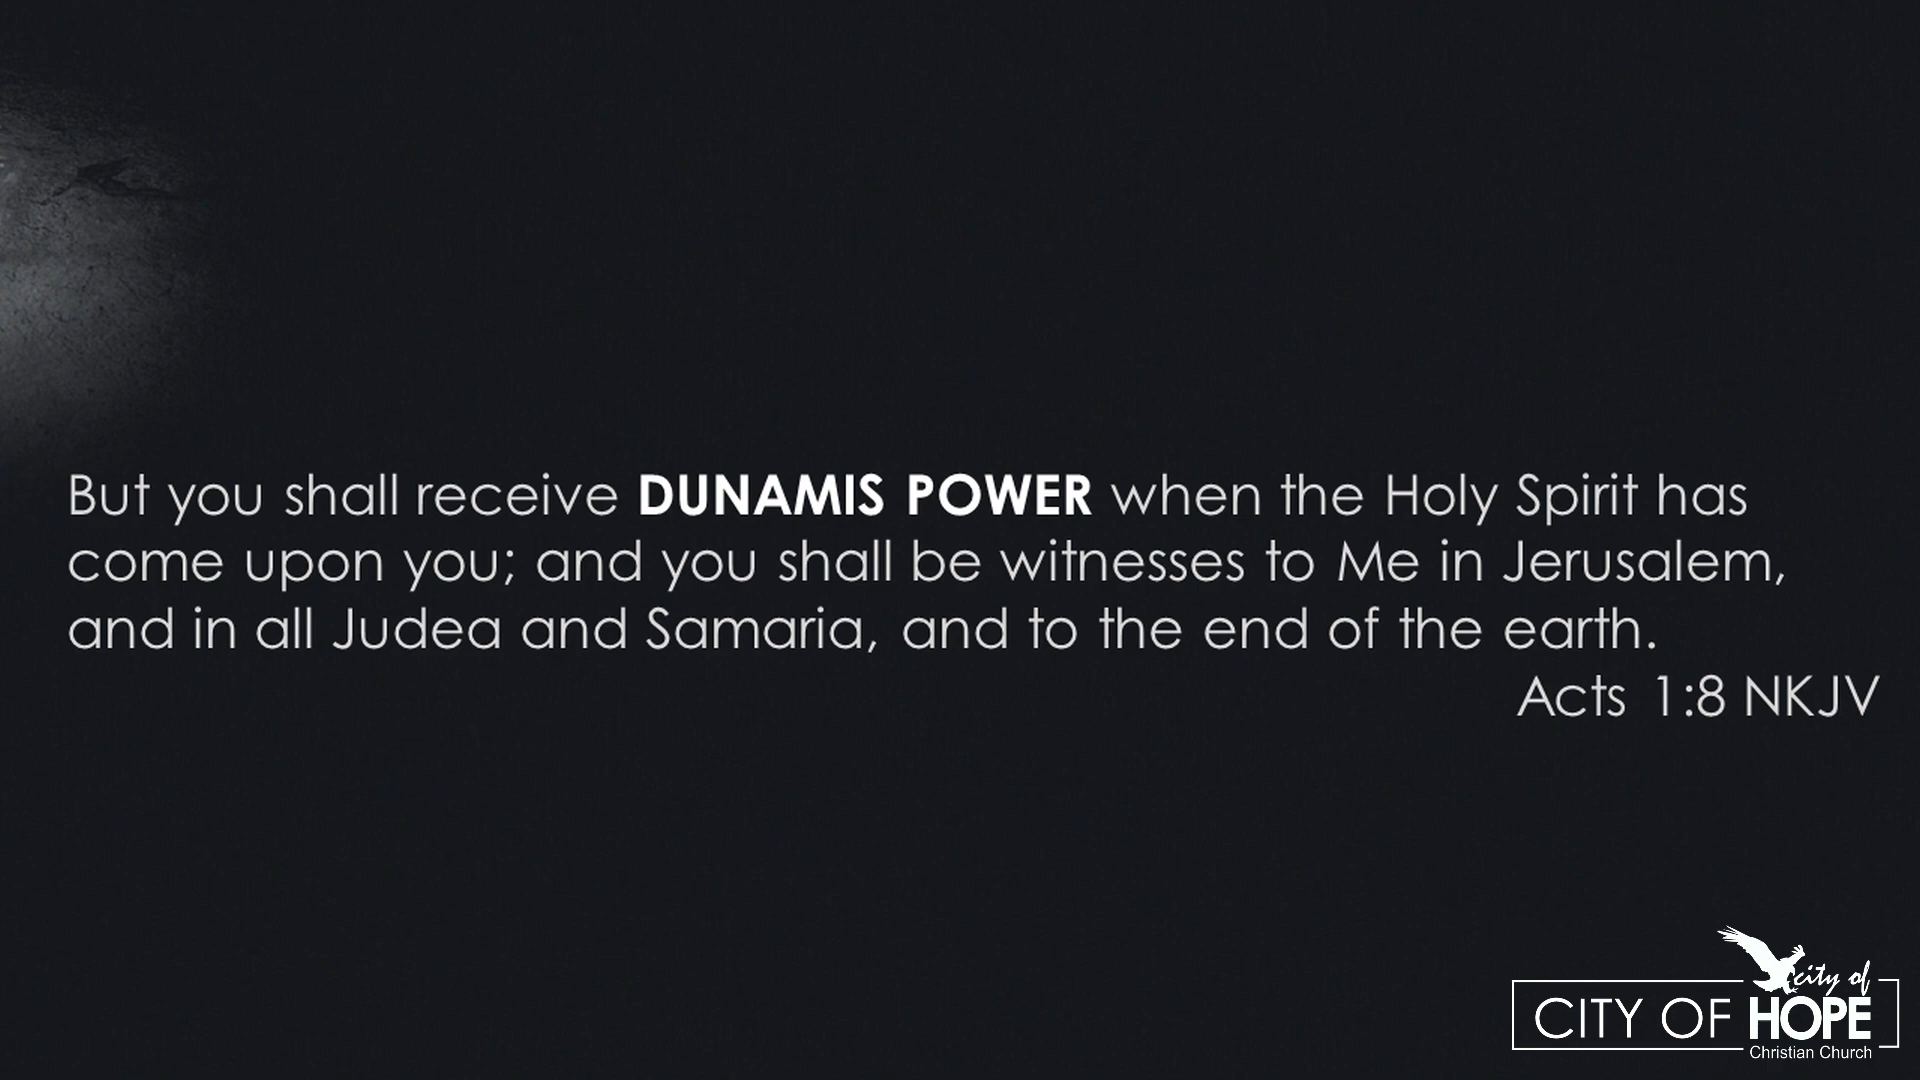 But you shall receive DUNAMIS POWER when the Holy Spirit has
come upon you; and you shall be witnesses to Me in Jerusalem,
and in all Judea and Samaria, and to the end of the earth.
Acts 1:8 NKJV
city of
CITY OF HOPE
Christian Church